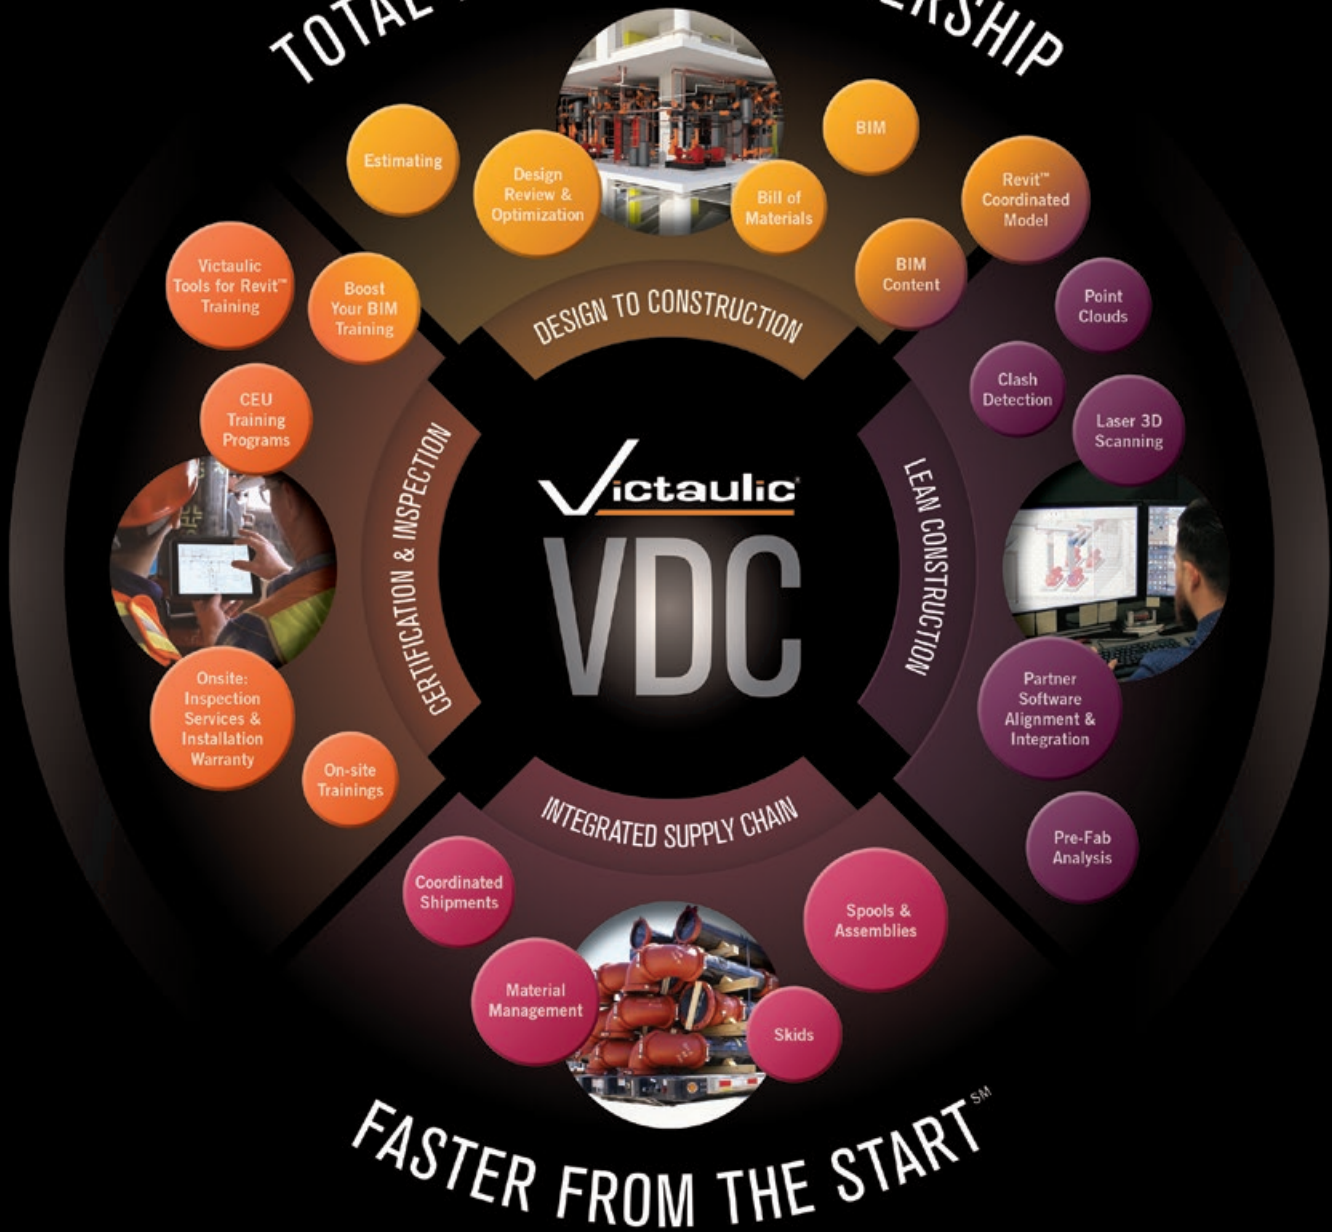 TOTAL
ERSHIP
Estimating
Design
Review &
Optimization
Bill of
Materials
BIM
Revit™
Coordinated
Model
BIM
Content
DESIGN TO CONSTRUCTION
Victaulic
Tools for Revit™
Training
Boost
Your BIM
Training
CEU
Training
Programs
CERTIFICATION & INSPECTION
Onsite:
Inspection
Services &
Installation
Warranty
On-site
Trainings
Victaulic®
VDC
Point
Clouds
Clash
Detection
Laser 3D
Scanning
LEAN CONSTRUCTION
Partner
Software
Alignment &
Integration
Pre-Fab
Analysis
INTEGRATED SUPPLY CHAIN
Coordinated
Shipments
Material
Management
Spools &
Assemblies
Skids
FASTER FROM THE START℠